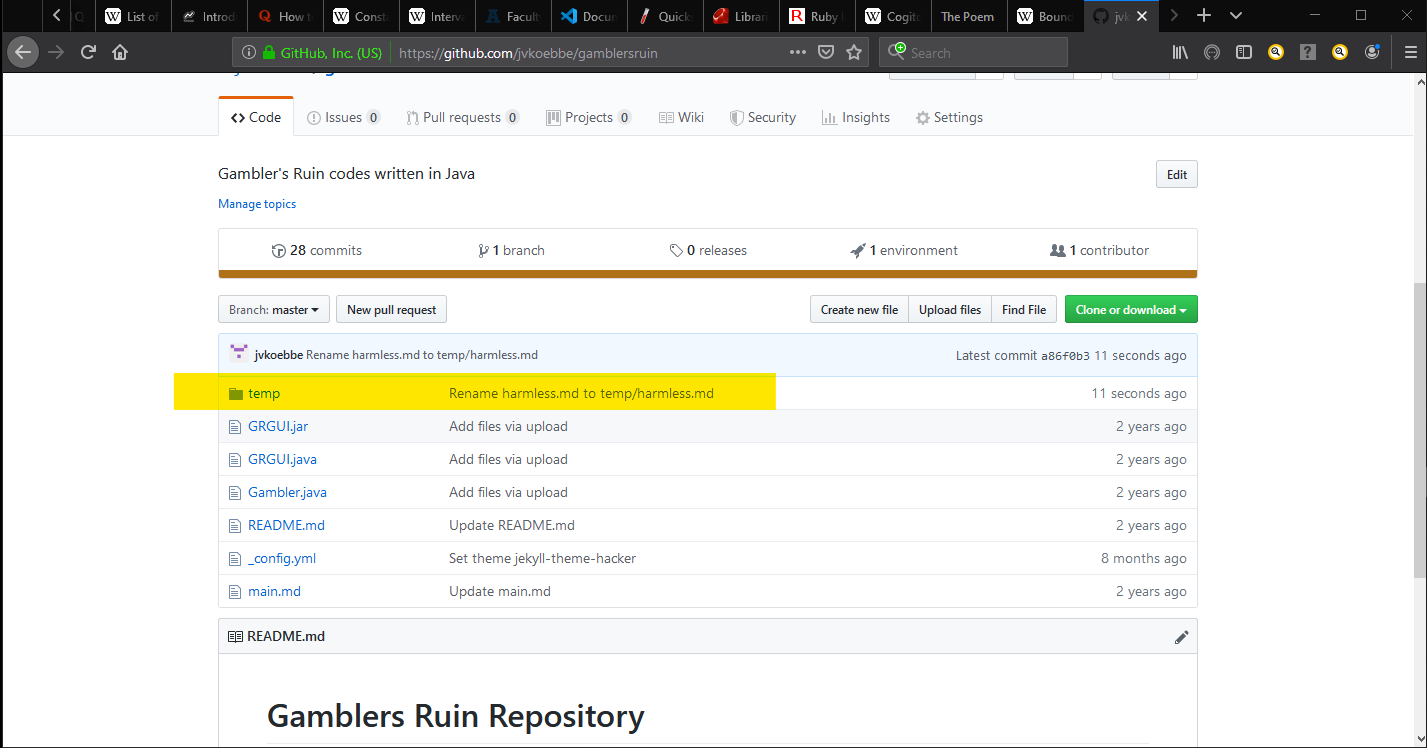 List of
Introd
How t
Const
Interv
Facult
Docun
Quick
Librari
Ruby
Cogito
The Poem
Bound
jvk
GitHub, Inc. (US)
https://github.com/jvkoebbe/gamblersruin
Search
Code
Issues 0
Pull requests 0
Projects 0
Wiki
Security
Insights
Settings
Gambler's Ruin codes written in Java
Edit
Manage topics
28 commits
1 branch
0 releases
1 environment
1 contributor
Branch: master
New pull request
Create new file
Upload files
Find File
Clone or download
jvkoebbe Rename harmless.md to temp/harmless.md
Latest commit a86f0b3 11 seconds ago
temp Rename harmless.md to temp/harmless.md 11 seconds ago
GRGUI.jar Add files via upload 2 years ago
GRGUI.java Add files via upload 2 years ago
Gambler.java Add files via upload 2 years ago
README.md Update README.md 2 years ago
_config.yml Set theme jekyll-theme-hacker 8 months ago
main.md Update main.md 2 years ago
README.md
Gamblers Ruin Repository